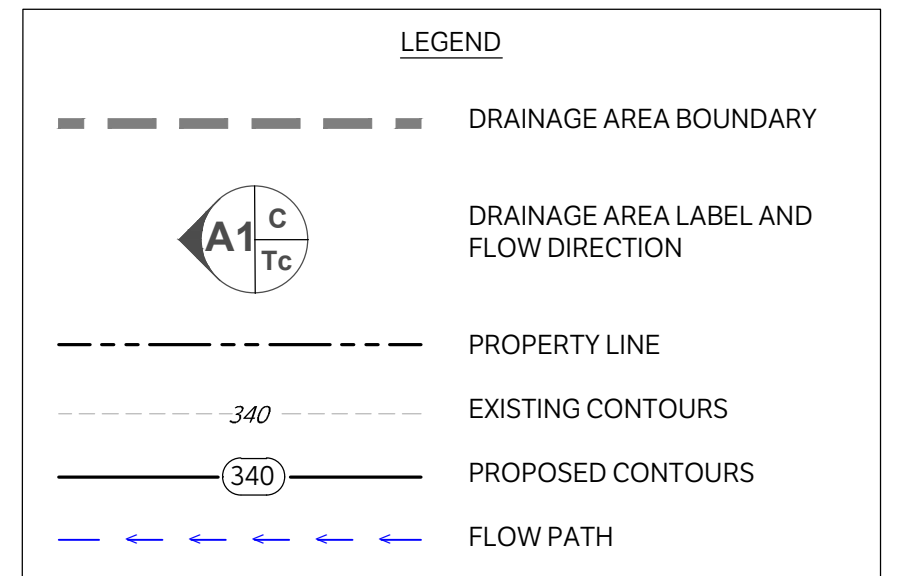 LEGEND
DRAINAGE AREA BOUNDARY
A1 C Tc
DRAINAGE AREA LABEL AND
FLOW DIRECTION
PROPERTY LINE
340 EXISTING CONTOURS
340 PROPOSED CONTOURS
FLOW PATH